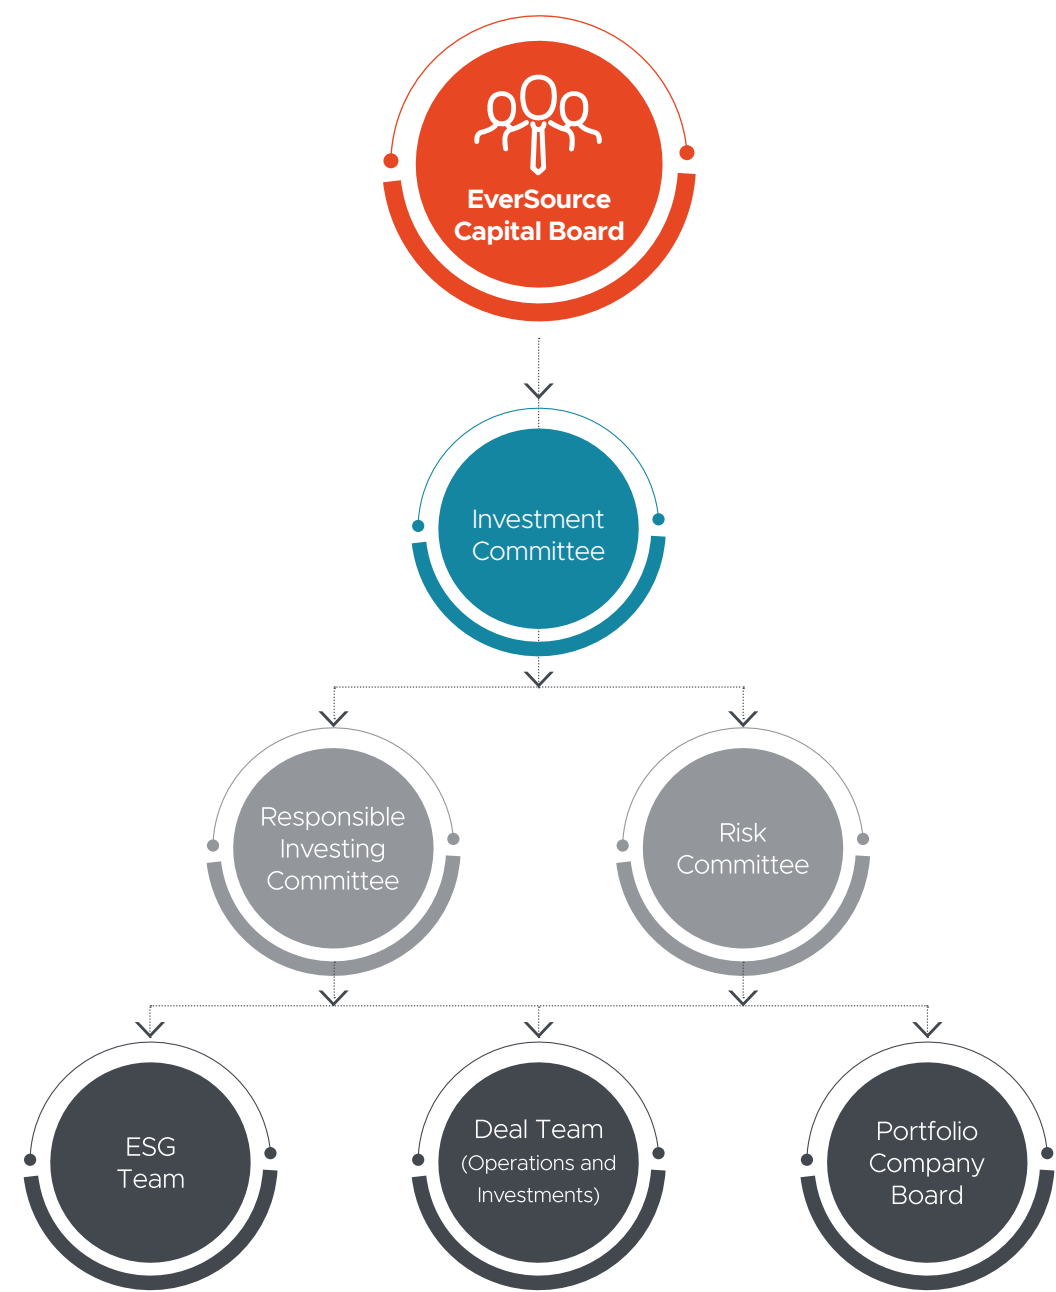 EverSource
Capital Board
Investment
Committee
Responsible
Investing
Committee
Risk
Committee
ESG
Team
Deal Team
(Operations and
Investments)
Portfolio
Company
Board